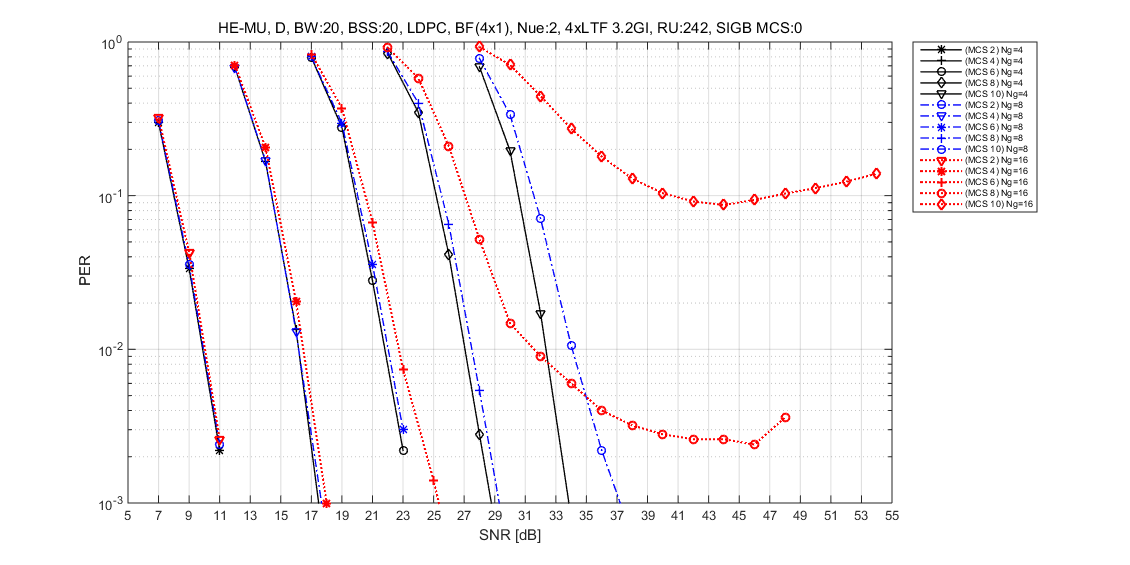 HE-MU, D, BW:20, BSS:20, LDPC, BF(4x1), Nue:2, 4xLTF 3.2GI, RU:242, SIGB MCS:0
10^0
10^-1
10^-2
10^-3
PER
5 7 9 11 13 15 17 19 21 23 25 27 29 31 33 35 37 39 41 43 45 47 49 51 53 55
SNR [dB]
(MCS 2) Ng=4
(MCS 4) Ng=4
(MCS 6) Ng=4
(MCS 8) Ng=4
(MCS 10) Ng=4
(MCS 2) Ng=8
(MCS 4) Ng=8
(MCS 6) Ng=8
(MCS 8) Ng=8
(MCS 10) Ng=8
(MCS 2) Ng=16
(MCS 4) Ng=16
(MCS 6) Ng=16
(MCS 8) Ng=16
(MCS 10) Ng=16